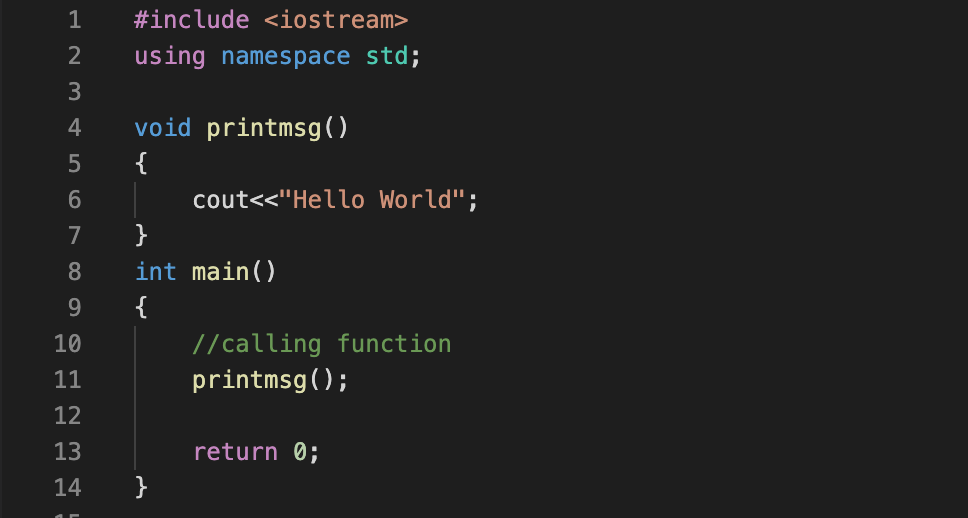 1 #include <iostream>
2 using namespace std;
3
4 void printmsg()
5 {
6     cout<<"Hello World";
7 }
8 int main()
9 {
10     //calling function
11     printmsg();
12
13     return 0;
14 }
15